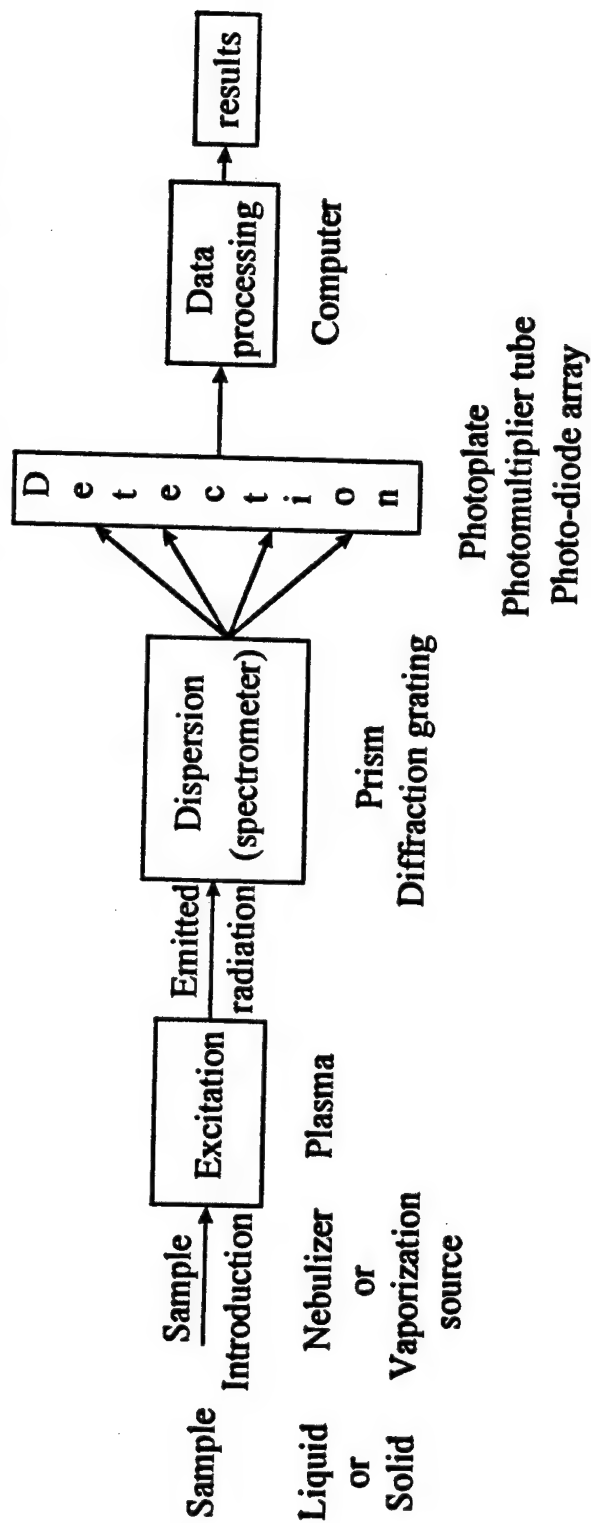 Sample
Liquid
or
Solid
Sample
Introduction
Nebulizer
or
Vaporization
source
Excitation
Plasma
Emitted
radiation
Dispersion
(spectrometer)
Prism
Diffraction grating
Detection
Photoplate
Photomultiplier tube
Photo-diode array
Data
processing
Computer
results